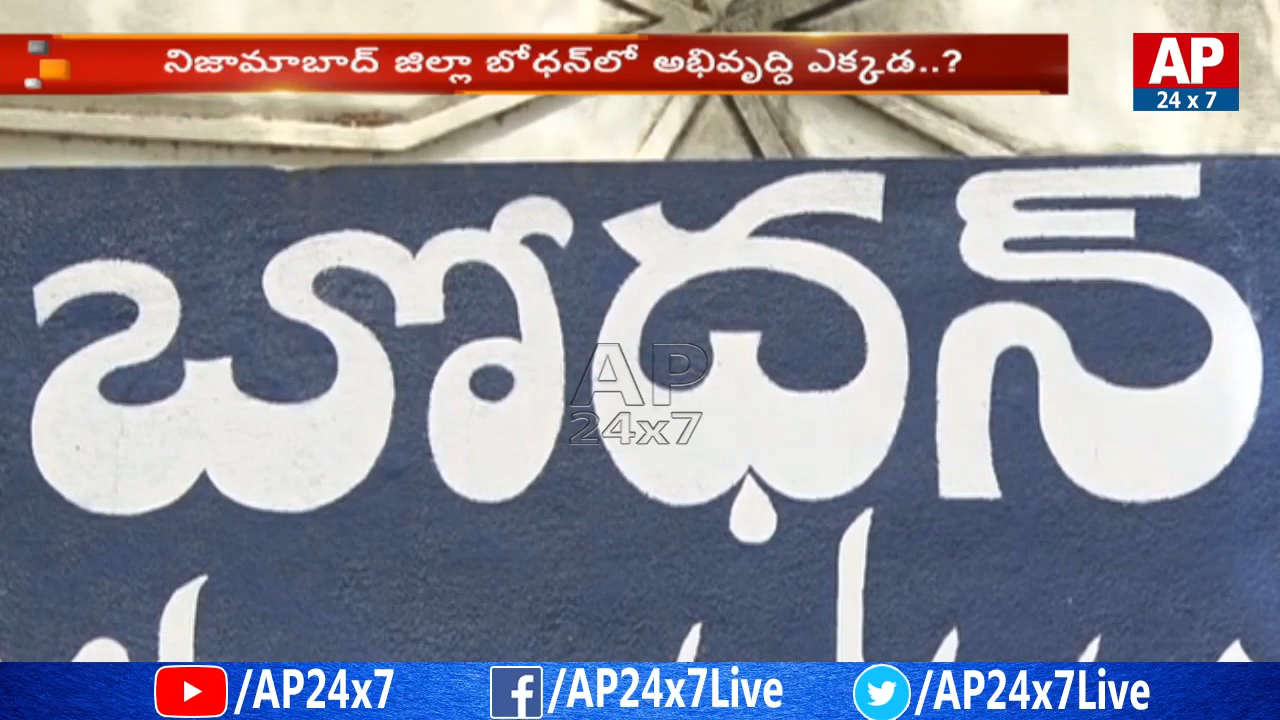 నిజామాబాద్ జిల్లా బోధన్‌లో అభివృద్ది ఎక్కడ..?
AP
24 x 7
బోధన్
AP
24x7
/AP24x7
/AP24x7Live
/AP24x7Live